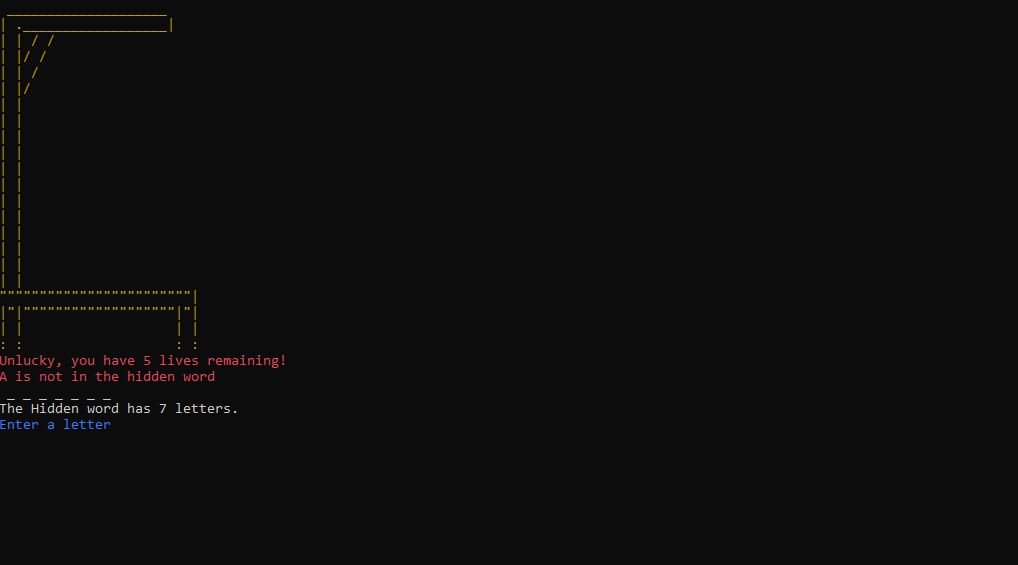 Unlucky, you have 5 lives remaining!
A is not in the hidden word
_ _ _ _ _ _ _
The Hidden word has 7 letters.
Enter a letter